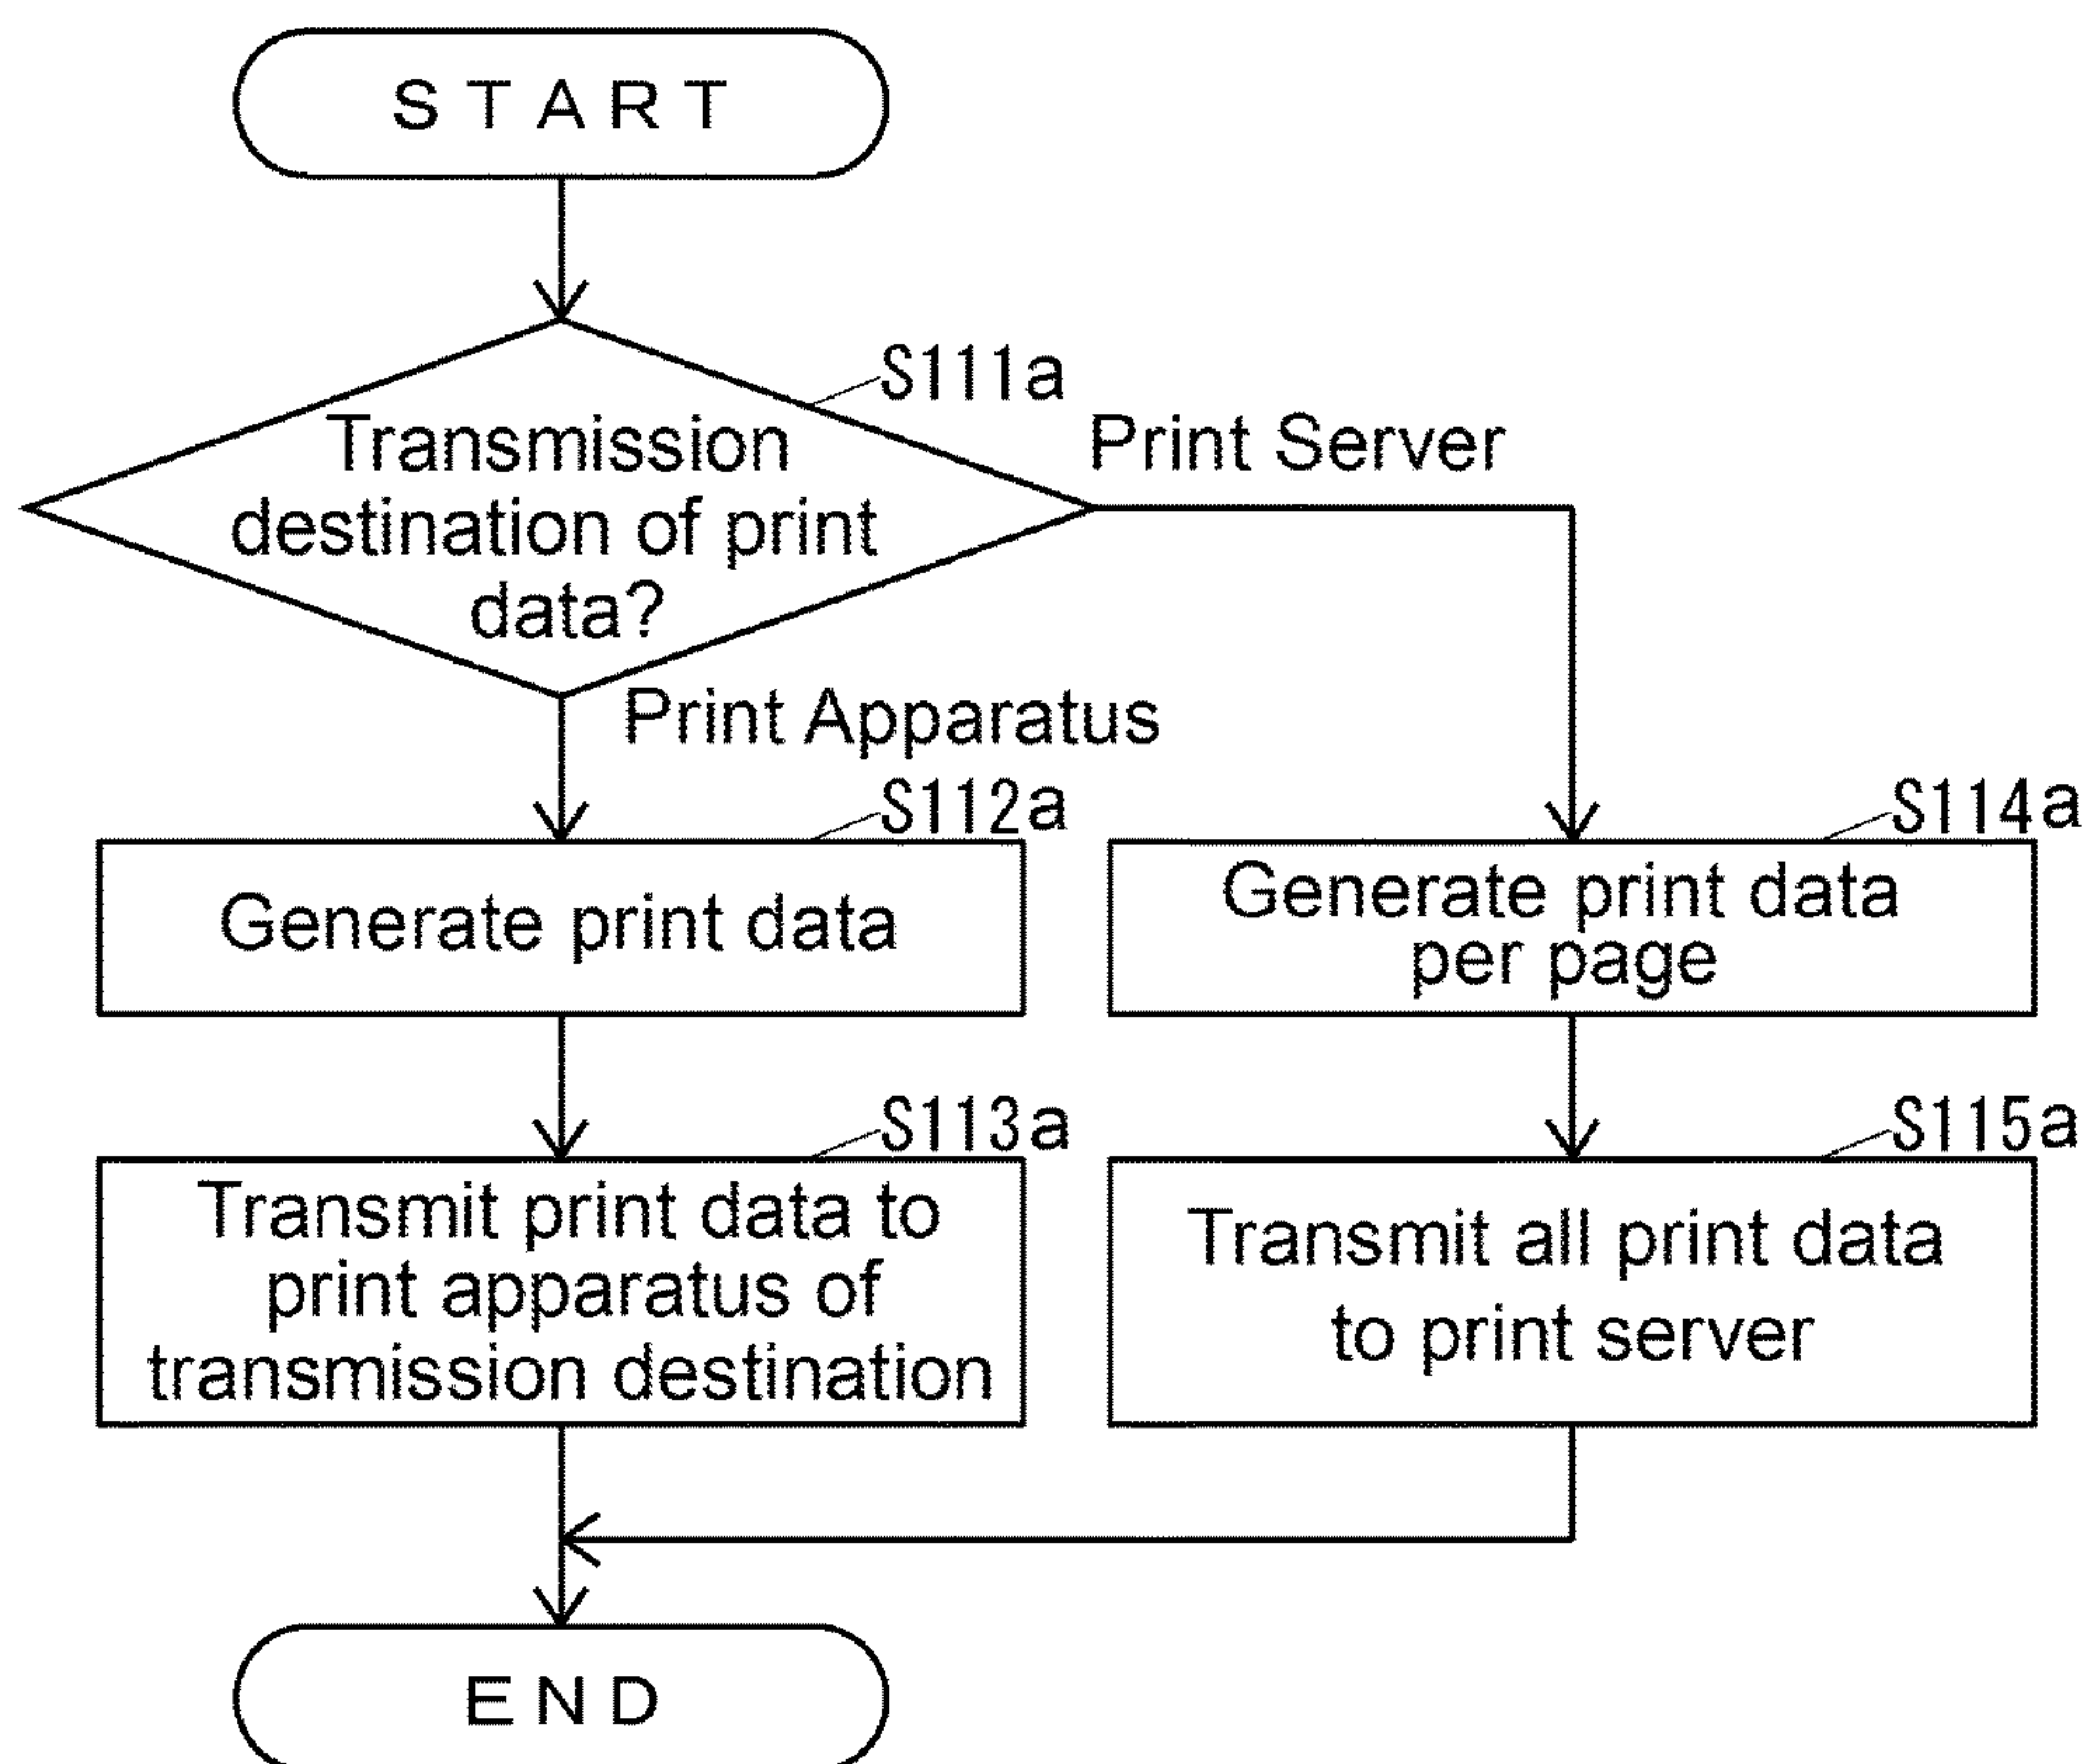 START
S111a
Transmission
destination of print
data?
Print Server
Print Apparatus
S112a
Generate print data
S114a
Generate print data
per page
S113a
Transmit print data to
print apparatus of
transmission destination
S115a
Transmit all print data
to print server
END